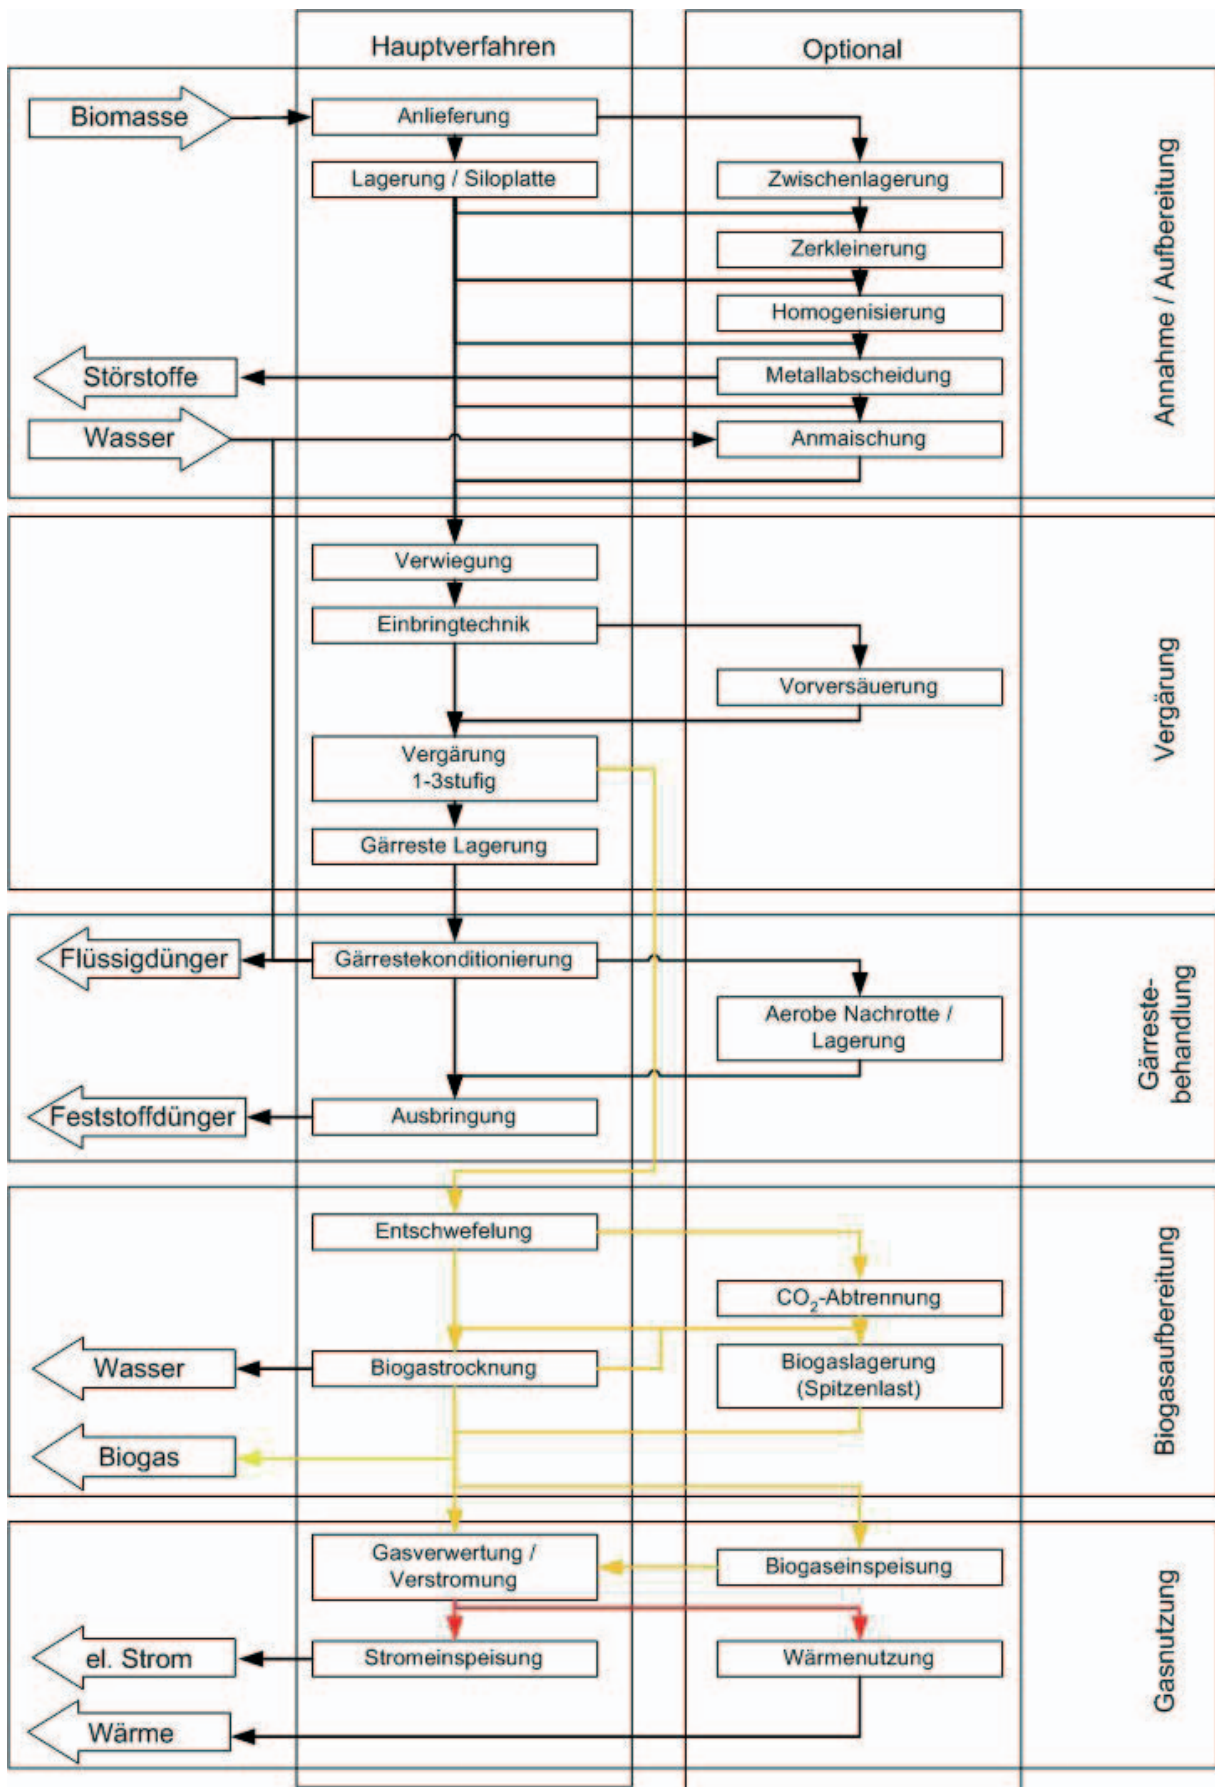 Hauptverfahren
Optional
Biomasse
Anlieferung
Lagerung / Siloplatte
Zwischenlagerung
Zerkleinerung
Homogenisierung
Störstoffe
Metallabscheidung
Wasser
Anmaischung
Annahme / Aufbereitung
Verwiegung
Einbringtechnik
Vorversäuerung
Vergärung
1-3stufig
Gärreste Lagerung
Vergärung
Flüssigdünger
Gärrestekonditionierung
Aerobe Nachrotte /
Lagerung
Feststoffdünger
Ausbringung
Gärreste-
behandlung
Entschwefelung
CO₂-Abtrennung
Wasser
Biogastrocknung
Biogaslagerung
(Spitzenlast)
Biogas
Biogasaufbereitung
Gasverwertung /
Verstromung
Biogaseinspeisung
el. Strom
Stromeinspeisung
Wärmenutzung
Wärme
Gasnutzung